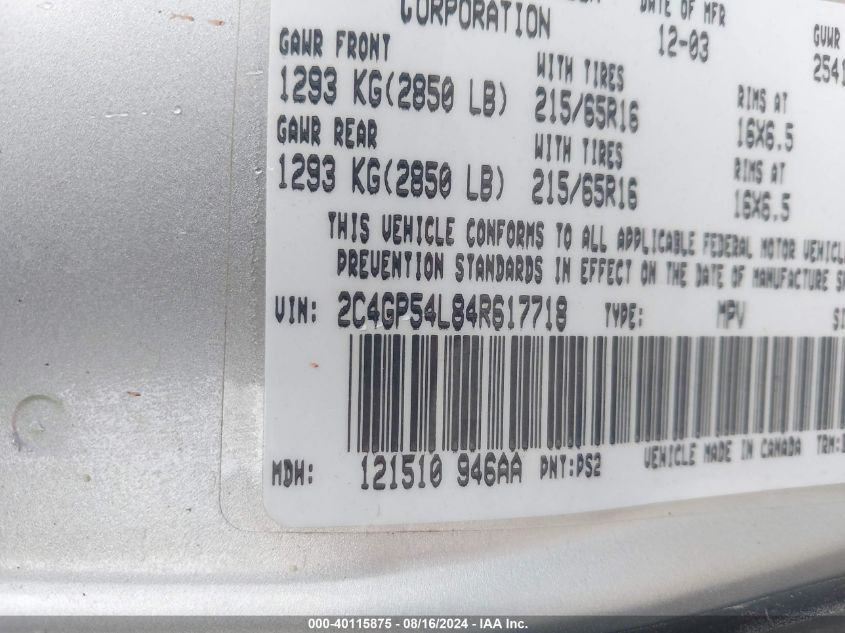 CORPORATION
DATE OF MFR
12-03
GVWR
2541
GAWR FRONT
1293 KG(2850 LB)
WITH TIRES
215/65R16
RIMS AT
16X6.5
GAWR REAR
1293 KG(2850 LB)
WITH TIRES
215/65R16
RIMS AT
16X6.5
THIS VEHICLE CONFORMS TO ALL APPLICABLE FEDERAL MOTOR VEHICL
PREVENTION STANDARDS IN EFFECT ON THE DATE OF MANUFACTURE S
VIN: 2C4GP54L84R617718 TYPE: MPV
MDH: 121510 946AA PNT:PS2 VEHICLE MADE IN CANADA TRM:
000-40115875 - 08/16/2024 - IAA Inc.